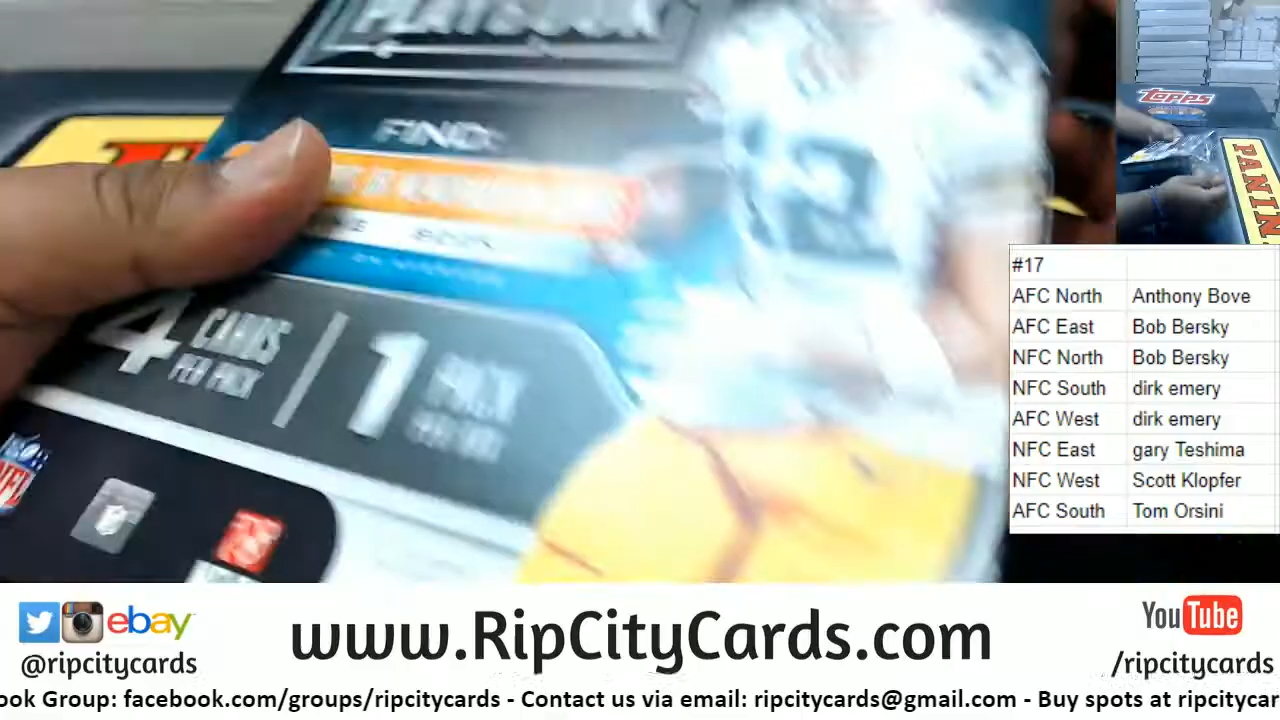 PLAYBOOK
FIND:
4 CARDS PER PACK
1 PACK
NFL
TOPPS
PANINI
#17
AFC North Anthony Bove
AFC East Bob Bersky
NFC North Bob Bersky
NFC South dirk emery
AFC West dirk emery
NFC East gary Teshima
NFC West Scott Klopfer
AFC South Tom Orsini
ebay
@ripcitycards
www.RipCityCards.com
YouTube
/ripcitycards
ook Group: facebook.com/groups/ripcitycards - Contact us via email: ripcitycards@gmail.com - Buy spots at ripcitycar